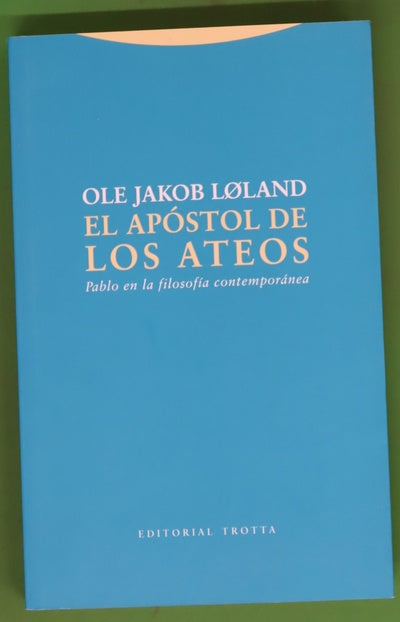 OLE JAKOB LØLAND
EL APÓSTOL DE
LOS ATEOS
Pablo en la filosofía contemporánea
EDITORIAL TROTTA